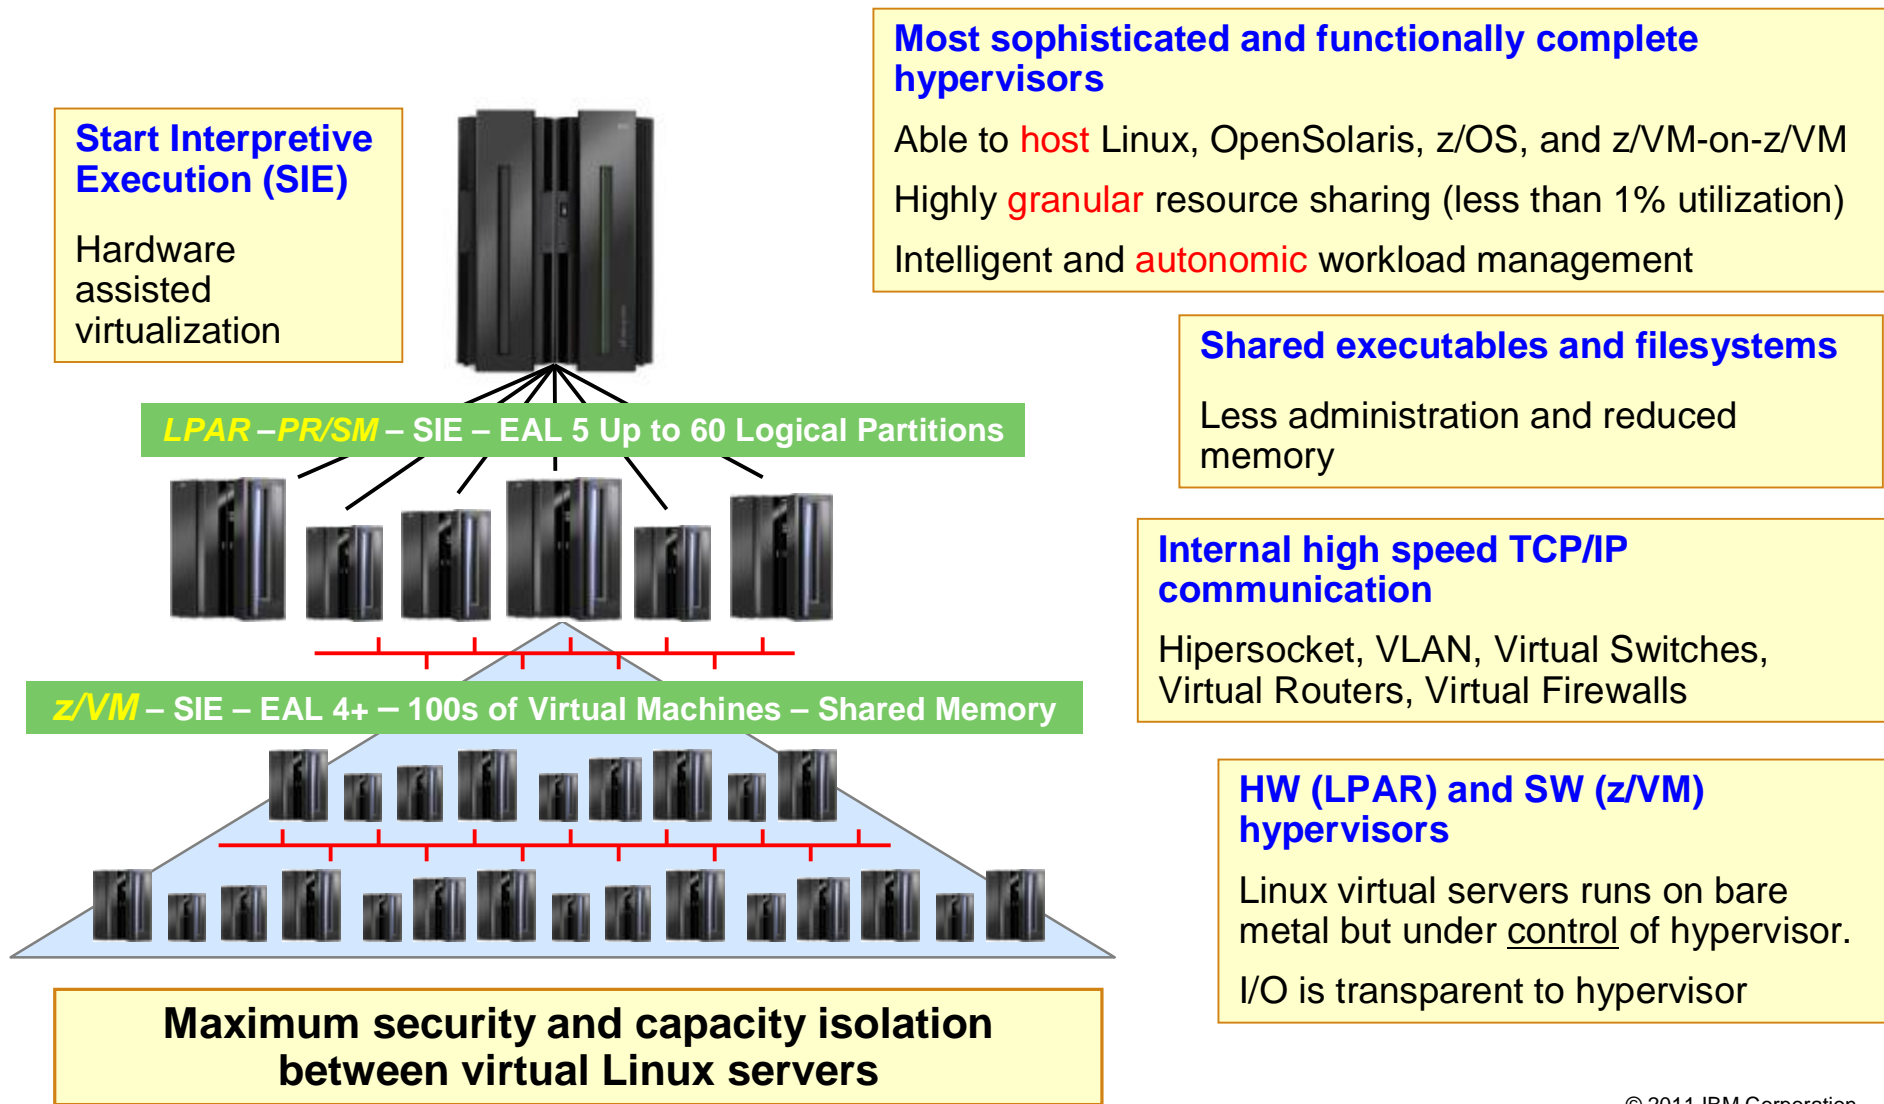 Most sophisticated and functionally complete
hypervisors
Able to host Linux, OpenSolaris, z/OS, and z/VM-on-z/VM
Highly granular resource sharing (less than 1% utilization)
Intelligent and autonomic workload management
Start Interpretive
Execution (SIE)
Hardware
assisted
virtualization
Shared executables and filesystems
Less administration and reduced
memory
LPAR –PR/SM – SIE – EAL 5 Up to 60 Logical Partitions
Internal high speed TCP/IP
communication
Hipersocket, VLAN, Virtual Switches,
Virtual Routers, Virtual Firewalls
z/VM – SIE – EAL 4+ – 100s of Virtual Machines – Shared Memory
HW (LPAR) and SW (z/VM)
hypervisors
Linux virtual servers runs on bare
metal but under control of hypervisor.
I/O is transparent to hypervisor
Maximum security and capacity isolation
between virtual Linux servers
© 2011 IBM Corporation